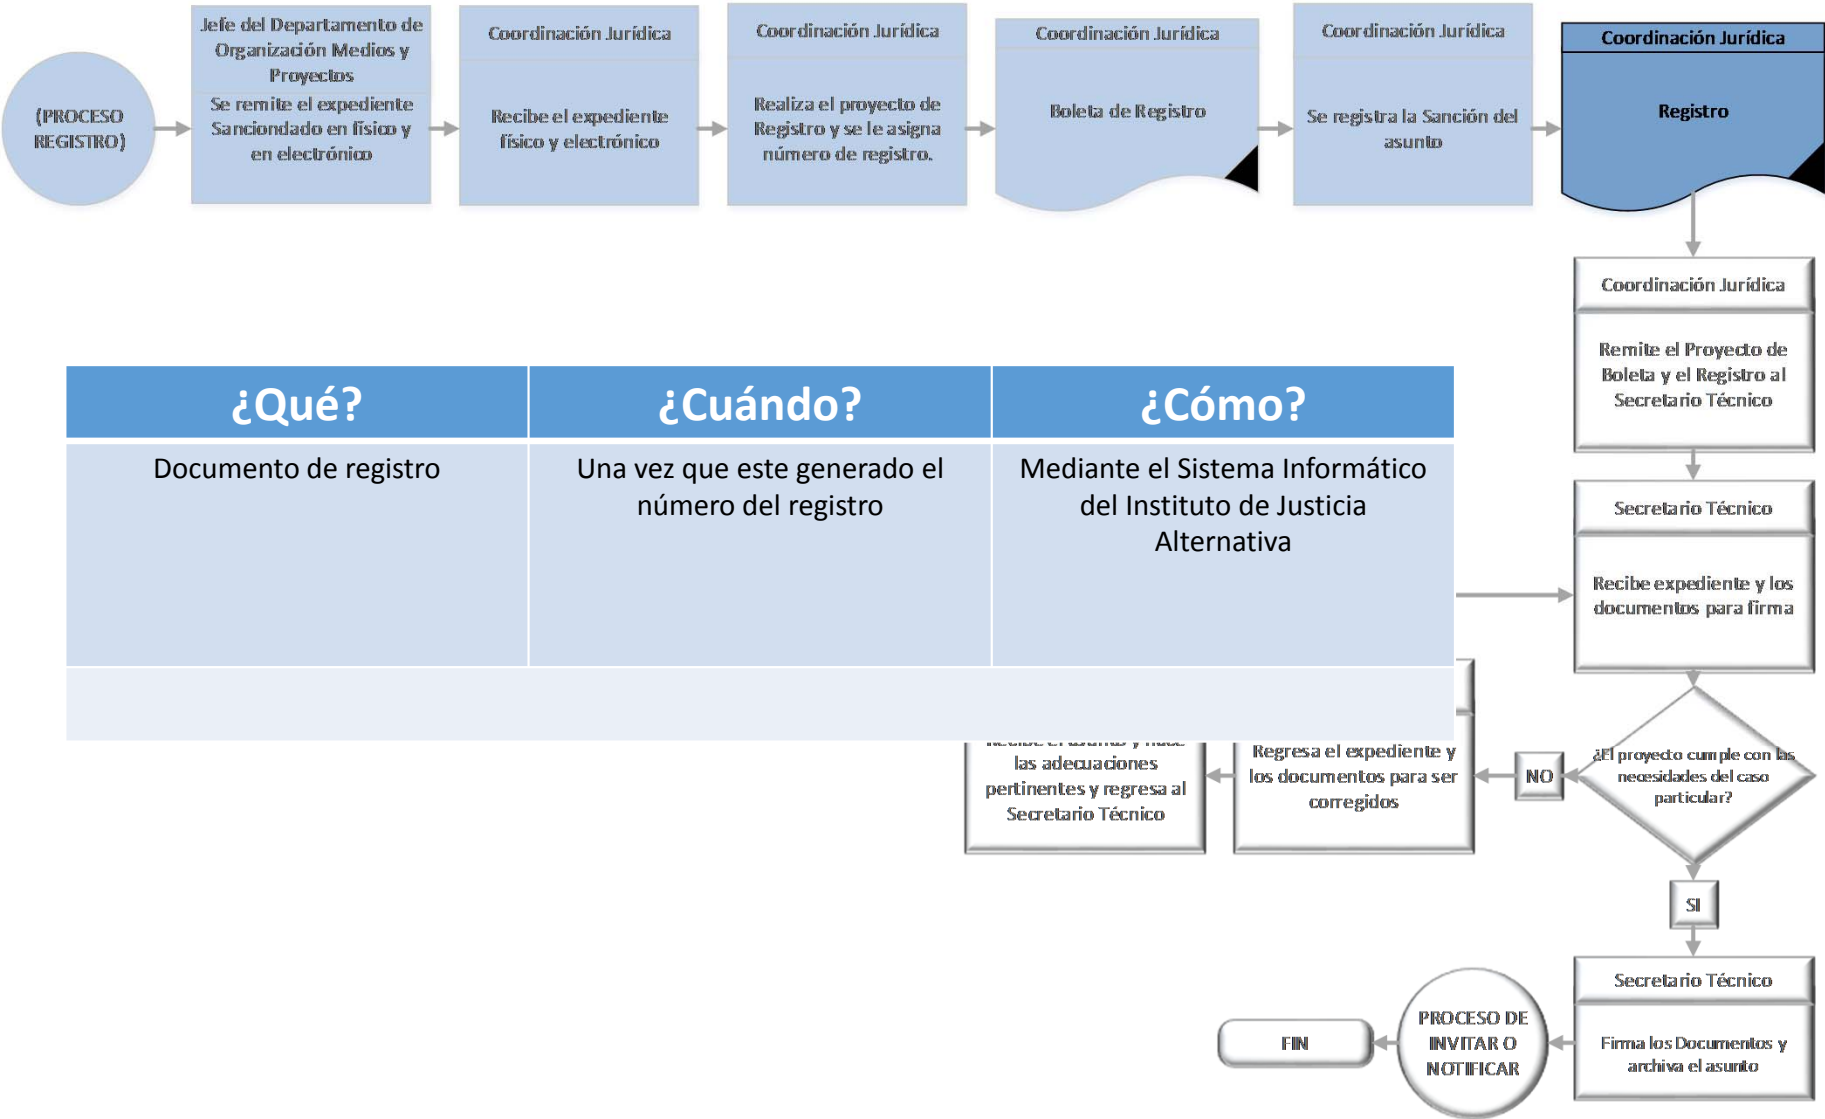 (PROCESO
REGISTRO)
Jefe del Departamento de
Organización Medios y
Proyectos
Se remite el expediente
Sanciondado en físico y
en electrónico
Coordinación Jurídica
Recibe el expediente
físico y electrónico
Coordinación Jurídica
Realiza el proyecto de
Registro y se le asigna
número de registro.
Coordinación Jurídica
Boleta de Registro
Coordinación Jurídica
Se registra la Sanción del
asunto
Coordinación Jurídica
Registro
Coordinación Jurídica
Remite el Proyecto de
Boleta y el Registro al
Secretario Técnico
¿Qué?
¿Cuándo?
¿Cómo?
Documento de registro
Una vez que este generado el
número del registro
Mediante el Sistema Informático
del Instituto de Justicia
Alternativa
Secretario Técnico
Recibe expediente y los
documentos para firma
¿El proyecto cumple con las
necesidades del caso
particular?
NO
Regresa el expediente y
los documentos para ser
corregidos
Recibe el asunto y hace
las adecuaciones
pertinentes y regresa al
Secretario Técnico
SI
Secretario Técnico
Firma los Documentos y
archiva el asunto
PROCESO DE
INVITAR O
NOTIFICAR
FIN